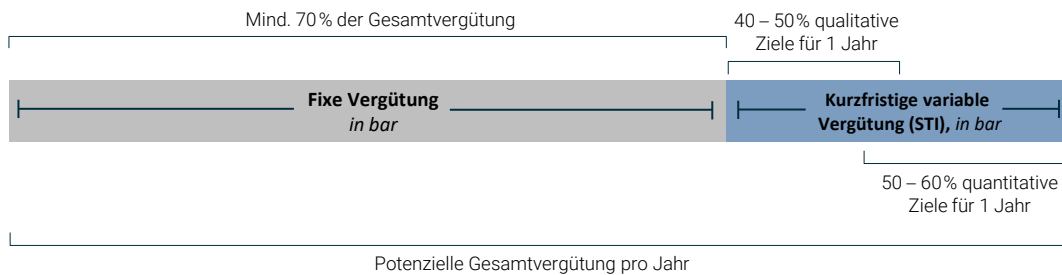 Mind. 70 % der Gesamtvergütung
40 – 50 % qualitative
Ziele für 1 Jahr
Fixe Vergütung
in bar
Kurzfristige variable
Vergütung (STI), in bar
50 – 60 % quantitative
Ziele für 1 Jahr
Potenzielle Gesamtvergütung pro Jahr